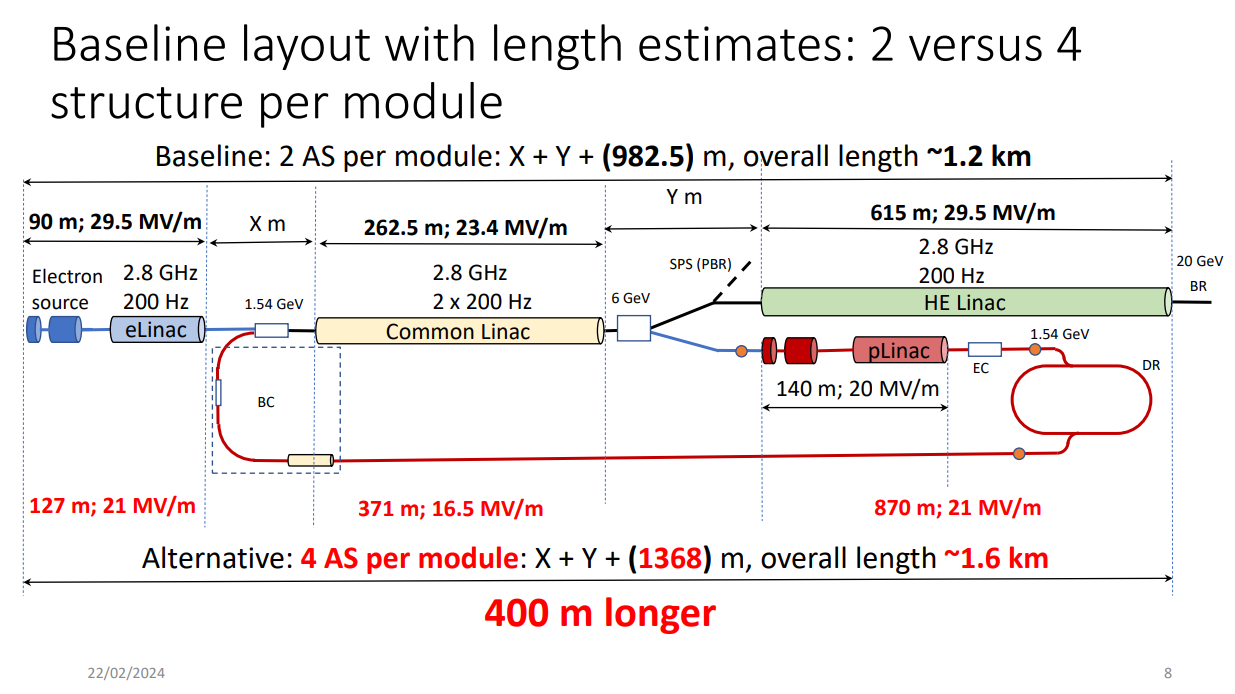 Baseline layout with length estimates: 2 versus 4
structure per module
Baseline: 2 AS per module: X + Y + (982.5) m, overall length ~1.2 km
90 m; 29.5 MV/m
X m
262.5 m; 23.4 MV/m
Y m
615 m; 29.5 MV/m
Electron
source
2.8 GHz
200 Hz
1.54 GeV
2.8 GHz
2 x 200 Hz
6 GeV
SPS (PBR)
2.8 GHz
200 Hz
20 GeV
BR
eLinac
Common Linac
HE Linac
pLinac
1.54 GeV
EC
DR
BC
140 m; 20 MV/m
127 m; 21 MV/m
371 m; 16.5 MV/m
870 m; 21 MV/m
Alternative: 4 AS per module: X + Y + (1368) m, overall length ~1.6 km
400 m longer
22/02/2024
8